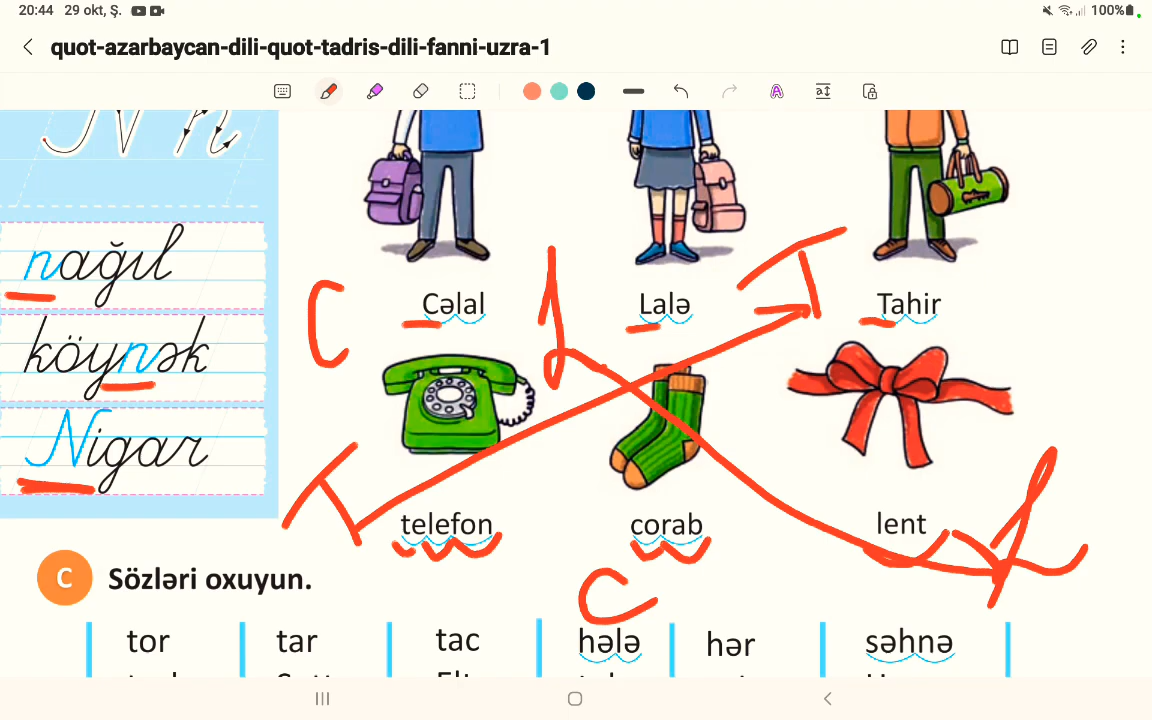 20:44 29 okt, Ş. 100%
quot-azarbaycan-dili-quot-tadris-dili-fanni-uzra-1
N n
nağıl
köynək
Nigar
Cəlal Lalə Tahir
C L T
telefon corab lent
T C L
C Sözləri oxuyun.
tor tar tac hələ hər səhnə